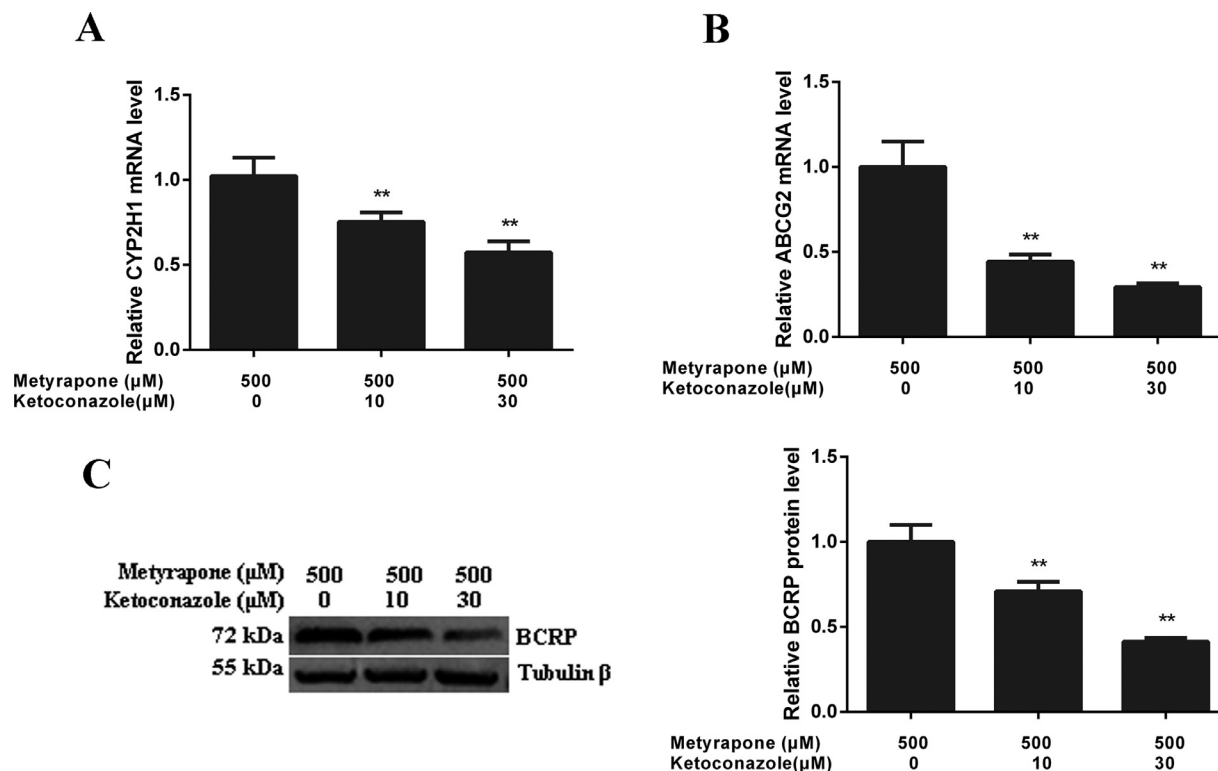 A
Relative CYP2H1 mRNA level
1.5
1.0
0.5
0.0
**
**
Metyrapone (μM) 500 500 500
Ketoconazole(μM) 0 10 30
B
Relative ABCG2 mRNA level
1.5
1.0
0.5
0.0
**
**
Metyrapone (μM) 500 500 500
Ketoconazole(μM) 0 10 30
C
Metyrapone (μM) 500 500 500
Ketoconazole (μM) 0 10 30
72 kDa BCRP
55 kDa Tubulin β
Relative BCRP protein level
1.5
1.0
0.5
0.0
**
**
Metyrapone (μM) 500 500 500
Ketoconazole(μM) 0 10 30